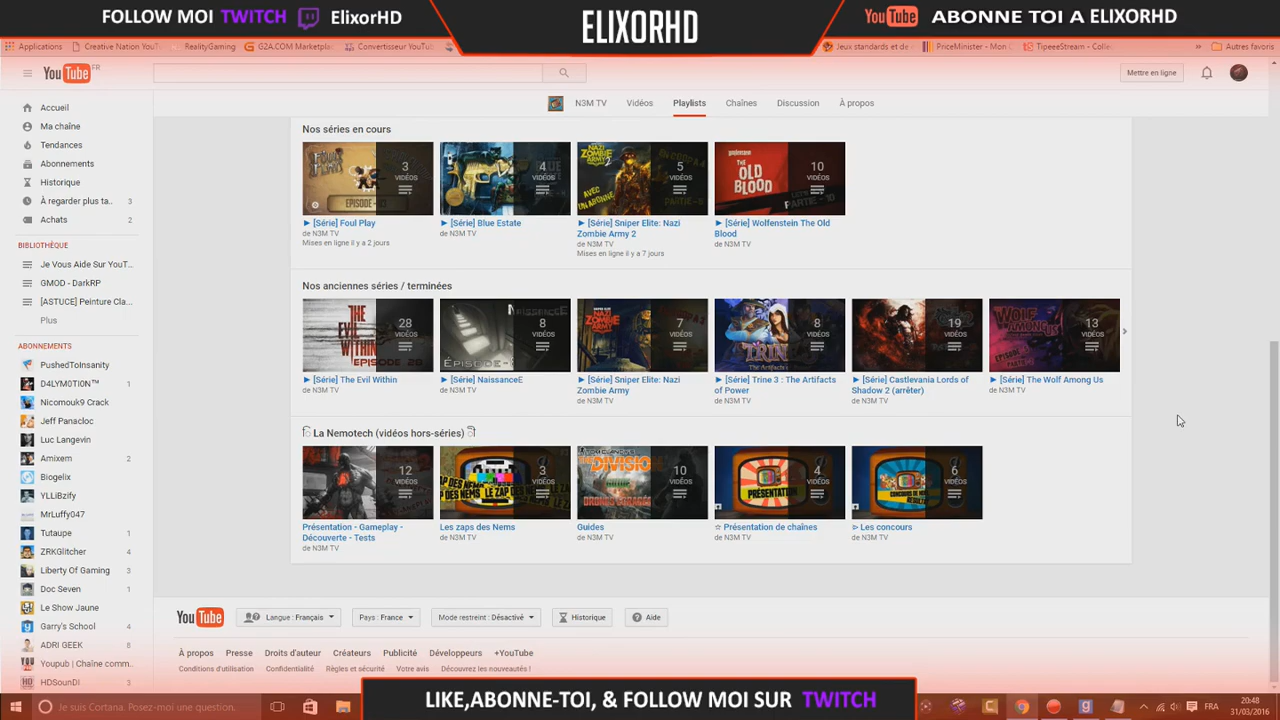 FOLLOW MOI TWITCH ElixorHD
ELIXORHD
YouTube ABONNE TOI A ELIXORHD
Applications
Creative Nation YouT
RealityGaming
G2A.COM Marketplac
Convertisseur YouTub
Jeux standards et de
PriceMinister - Mon C
TipeeeStream - Colle
Autres favoris
YouTube FR
Mettre en ligne
N3M TV Vidéos Playlists Chaînes Discussion À propos
Accueil
Ma chaîne
Tendances
Abonnements
Historique
À regarder plus ta.. 3
Achats 2
BIBLIOTHÈQUE
Je Vous Aide Sur YouT...
GMOD - DarkRP
[ASTUCE] Peinture Cla...
Plus
ABONNEMENTS
PushedToInsanity
D4LYM0TI0N™ 1
Nicomouk9 Crack
Jeff Panacloc
Luc Langevin
Amixem 2
Biogelix
YLLiBzify
MrLuffy047
Tutaupe 1
ZRKGlitcher 1
Liberty Of Gaming 3
Doc Seven 1
Le Show Jaune
Garry's School 4
ADRI GEEK 8
Youpub | Chaîne comm... 4
HDSounDI 3
Nos séries en cours
3 VIDÉOS
4 VIDÉOS
5 VIDÉOS
THE OLD BLOOD
10 VIDÉOS
► [Série] Foul Play
de N3M TV
Mises en ligne il y a 2 jours
► [Série] Blue Estate
de N3M TV
► [Série] Sniper Elite: Nazi
Zombie Army 2
de N3M TV
Mises en ligne il y a 7 jours
► [Série] Wolfenstein The Old
Blood
de N3M TV
Nos anciennes séries / terminées
28 VIDÉOS
8 VIDÉOS
7 VIDÉOS
8 VIDÉOS
19 VIDÉOS
13 VIDÉOS
► [Série] The Evil Within
de N3M TV
► [Série] NaissanceE
de N3M TV
► [Série] Sniper Elite: Nazi
Zombie Army
de N3M TV
► [Série] Trine 3 : The Artifacts
of Power
de N3M TV
► [Série] Castlevania Lords of
Shadow 2 (arrêter)
de N3M TV
► [Série] The Wolf Among Us
de N3M TV
La Nemotech (vidéos hors-séries)
12 VIDÉOS
3 VIDÉOS
10 VIDÉOS
PRÉSENTATION
4 VIDÉOS
6 VIDÉOS
Présentation - Gameplay -
Découverte - Tests
de N3M TV
Les zaps des Nems
de N3M TV
Guides
de N3M TV
☆ Présentation de chaînes
de N3M TV
▻ Les concours
de N3M TV
YouTube
Langue : Français
Pays : France
Mode restreint : Désactivé
Historique
Aide
À propos Presse Droits d'auteur Créateurs Publicité Développeurs +YouTube
Conditions d'utilisation Confidentialité Règles et sécurité Votre avis Découvrez les nouveautés !
LIKE,ABONNE-TOI, & FOLLOW MOI SUR TWITCH
Je suis Cortana. Posez-moi une question.
FRA
20:48
31/03/2016